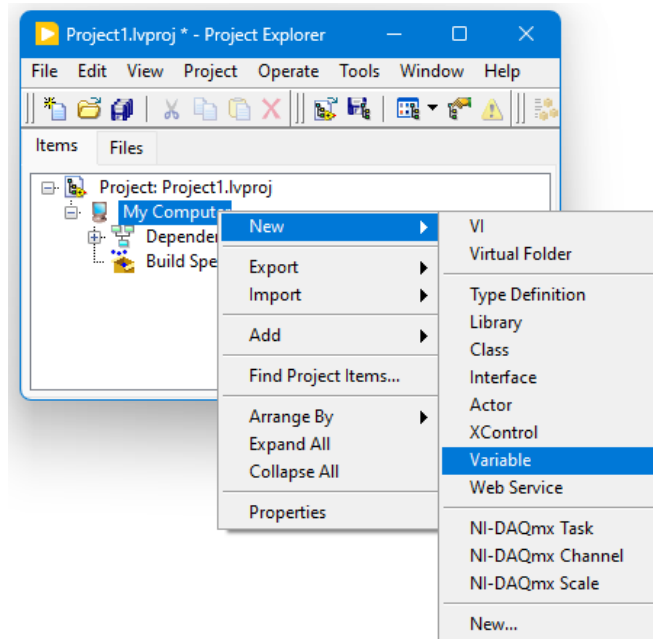 Project1.lvproj * - Project Explorer
File Edit View Project Operate Tools Window Help
Items Files
Project: Project1.lvproj
My Compute
Depende
Build Spe
New
Export
Import
Add
Find Project Items...
Arrange By
Expand All
Collapse All
Properties
VI
Virtual Folder
Type Definition
Library
Class
Interface
Actor
XControl
Variable
Web Service
NI-DAQmx Task
NI-DAQmx Channel
NI-DAQmx Scale
New...